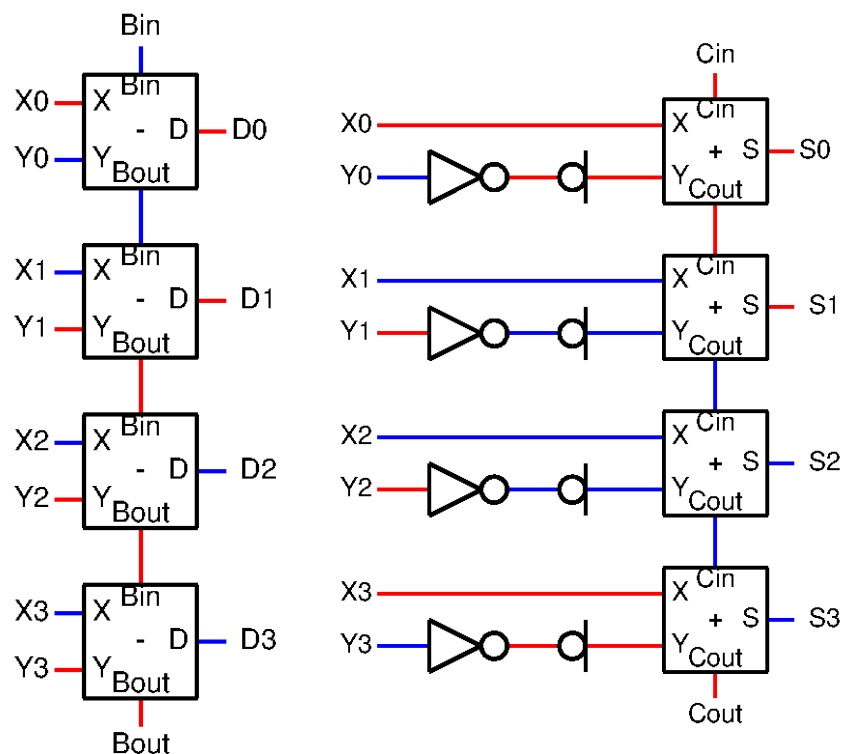 Bin
Bin
X0 X
- D D0
Y0 Y
Bout
Bin
X1 X
- D D1
Y1 Y
Bout
Bin
X2 X
- D D2
Y2 Y
Bout
Bin
X3 X
- D D3
Y3 Y
Bout
Bout
Cin
Cin
X0 X
+ S S0
Y0 Y
Cout
Cin
X1 X
+ S S1
Y1 Y
Cout
Cin
X2 X
+ S S2
Y2 Y
Cout
Cin
X3 X
+ S S3
Y3 Y
Cout
Cout